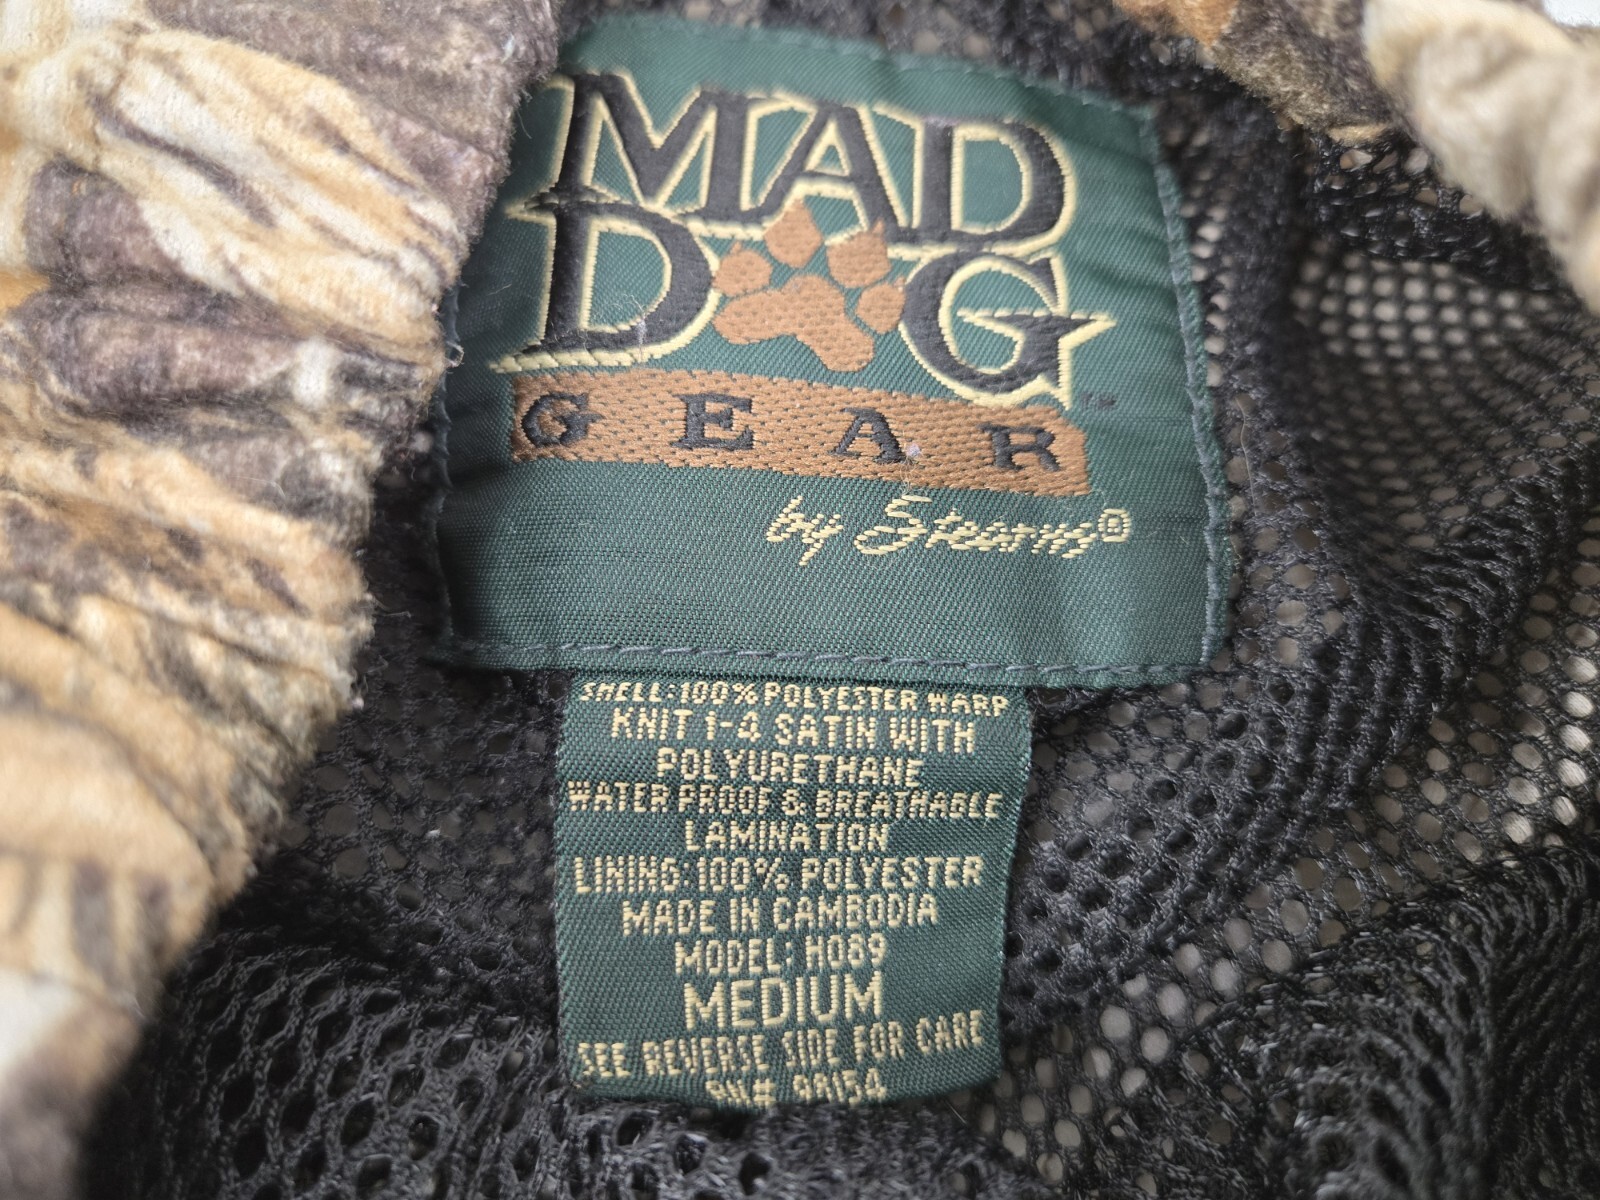 MAD
DOG
GEAR
by Stearns®
SHELL:100% POLYESTER WARP
KNIT 1-4 SATIN WITH
POLYURETHANE
WATER PROOF & BREATHABLE
LAMINATION
LINING:100% POLYESTER
MADE IN CAMBODIA
MODEL: H089
MEDIUM
SEE REVERSE SIDE FOR CARE
98154